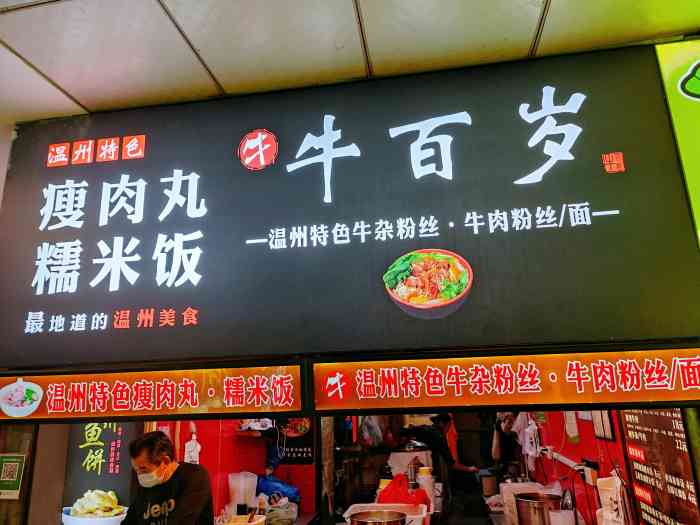 温州特色
瘦肉丸
糯米饭
最地道的温州美食
牛 牛百岁
—温州特色牛杂粉丝·牛肉粉丝/面—
温州特色瘦肉丸·糯米饭
牛 温州特色牛杂粉丝·牛肉粉丝/面
鱼饼
Jeep